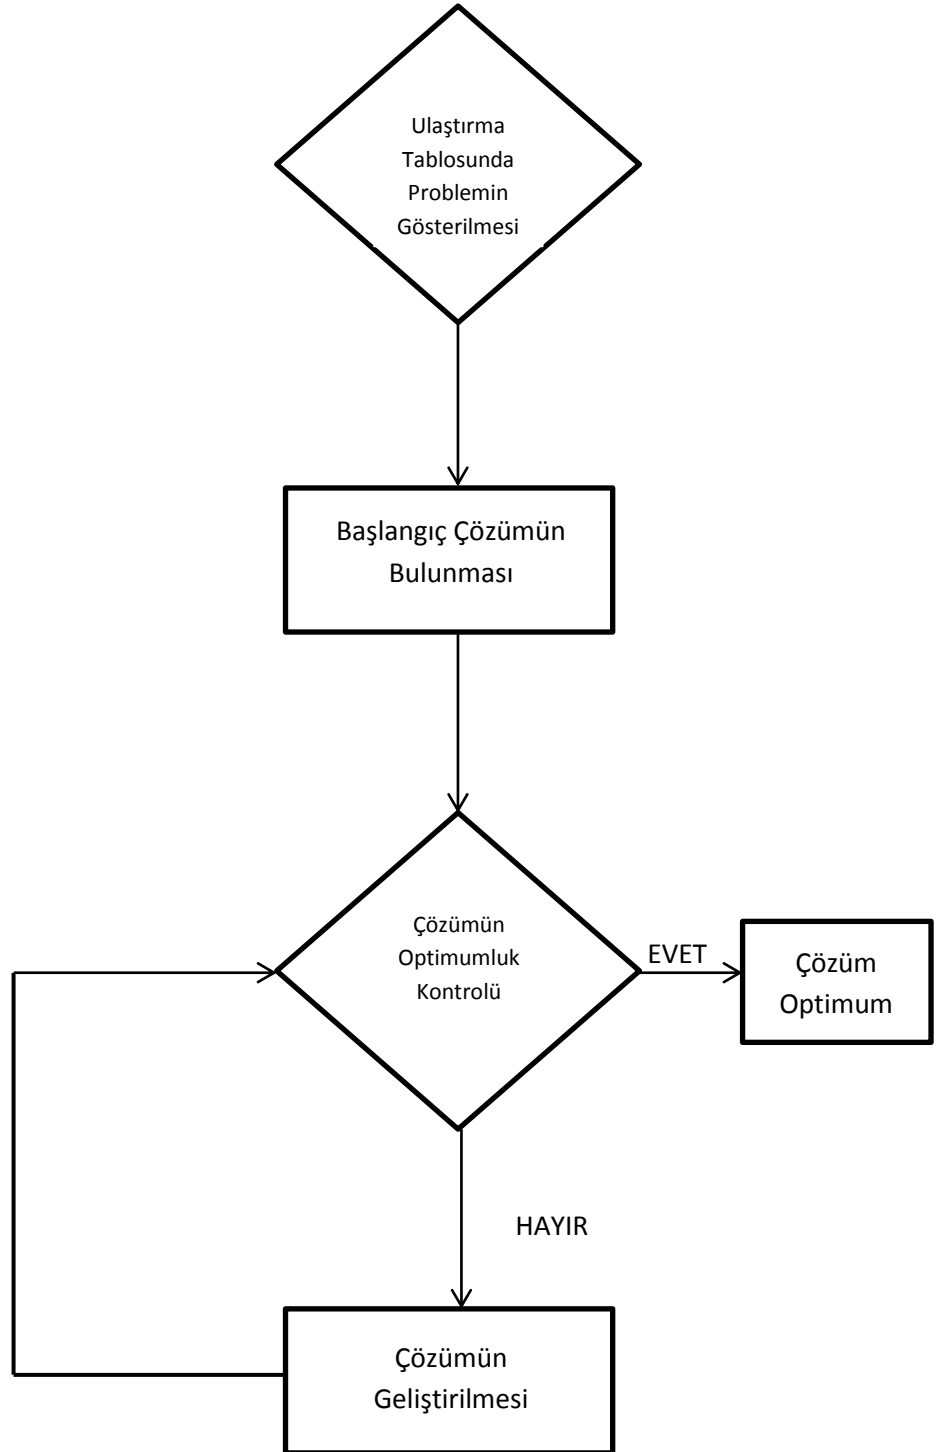 Ulaştırma
Tablosunda
Problemin
Gösterilmesi
Başlangıç Çözümün
Bulunması
Çözümün
Optimumluk
Kontrolü
EVET
Çözüm
Optimum
HAYIR
Çözümün
Geliştirilmesi